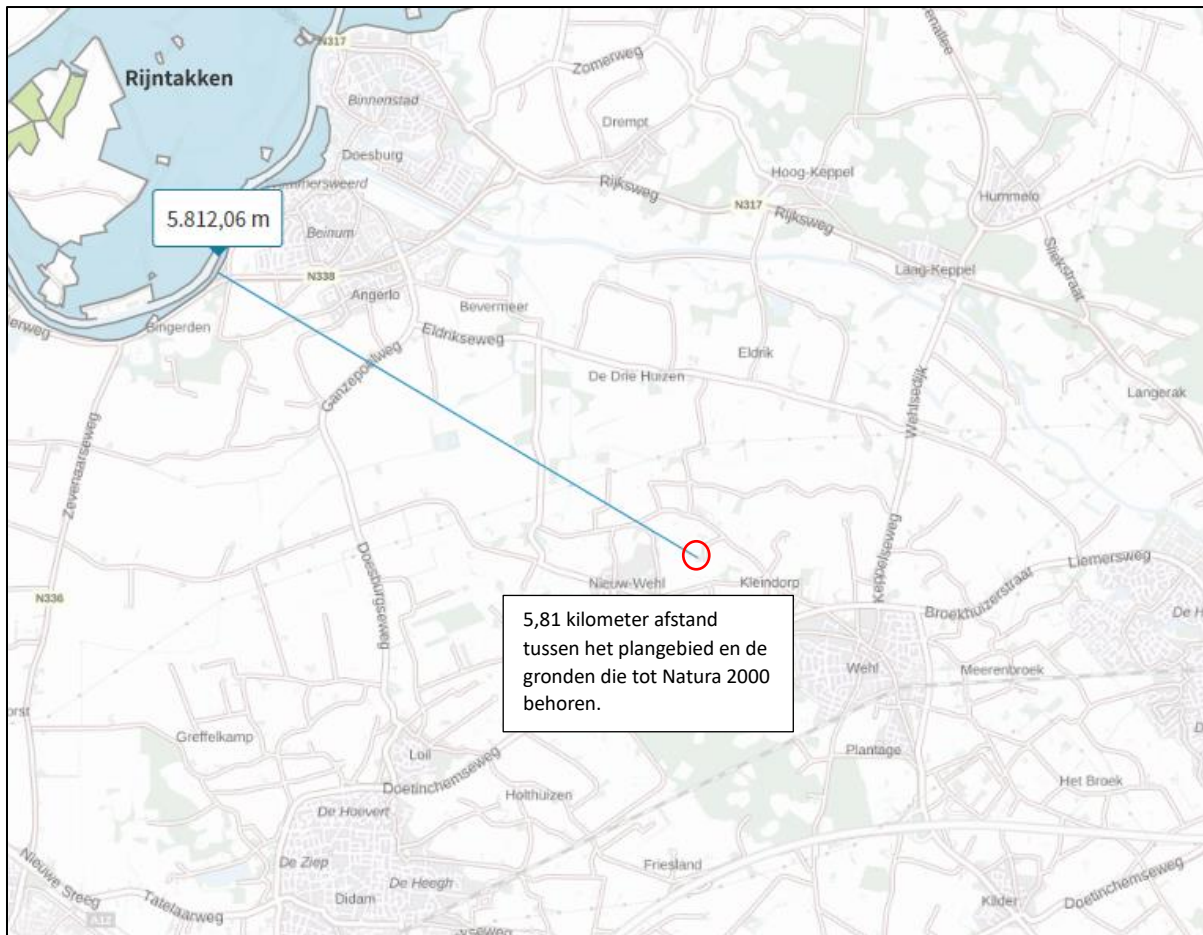 N317
Rijntakken
Zomerweg
Binnenstad
Drempt
Doesburg
Hoog-Keppel
Rijksweg
Hummelo
N317
Rijksweg
5.812,06 m
Beinum
Sliekstraat
Laag-Keppel
N338
Angerlo
Bevermeer
Bingerden
Eldrikseweg
Eldrik
Ganzepoelweg
De Drie Huizen
Langerak
Wehlsedijk
Zevenaarseweg
Doesburgseweg
Keppelseweg
Liemersweg
Nieuw-Wehl
Kleindorp
N336
Broekhuizerstraat
5,81 kilometer afstand
tussen het plangebied en de
gronden die tot Natura 2000
behoren.
Wehl
Meerenbroek
Greffelkamp
Loil
Plantage
Doetinchemseweg
Het Broek
Holthuizen
De Hoevert
De Ziep
Friesland
Nieuwe Steeg
De Heegh
Didam
Tatelaarweg
Kilder
Doetinchemseweg
A12